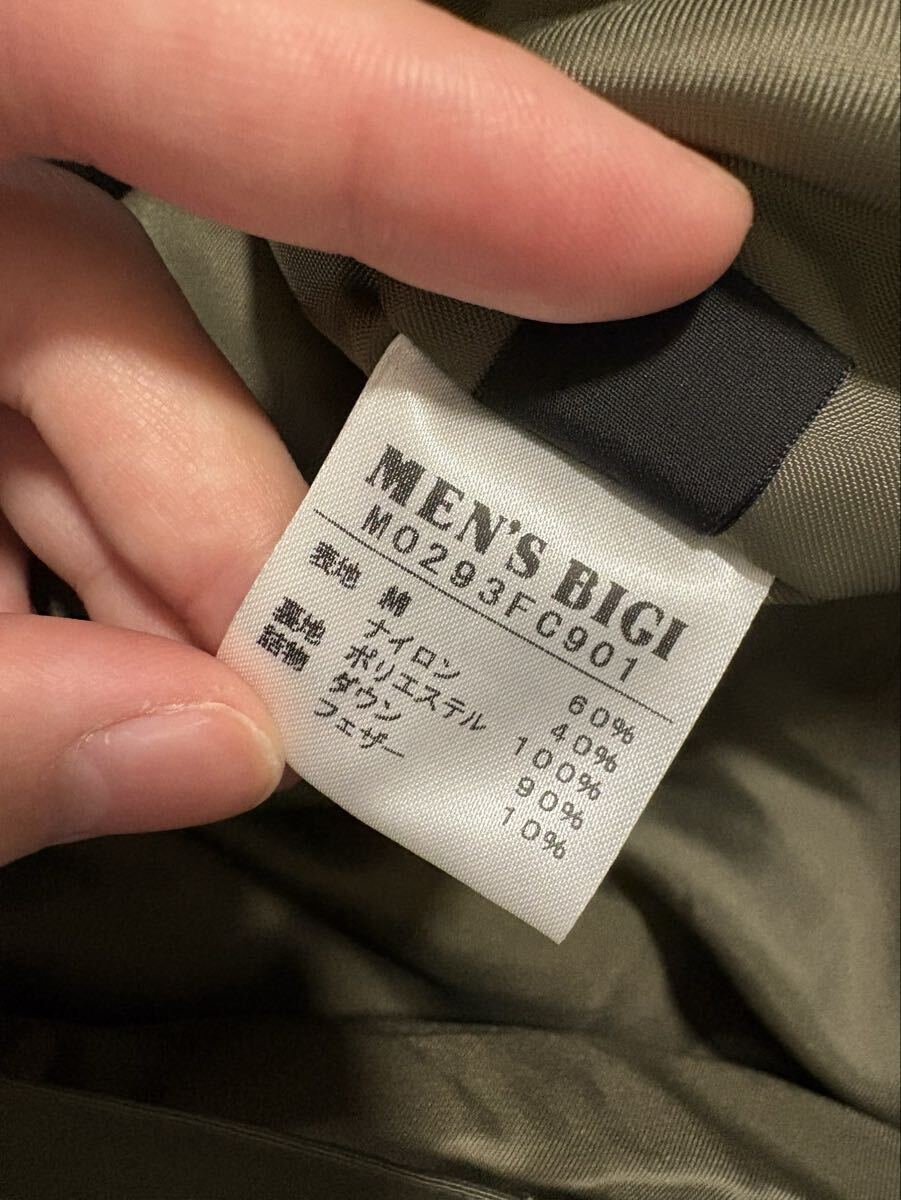 MEN'S BIGI
M0293FC901
表地 綿 60%
ナイロン 40%
裏地 ポリエステル 100%
詰物 ダウン 90%
フェザー 10%